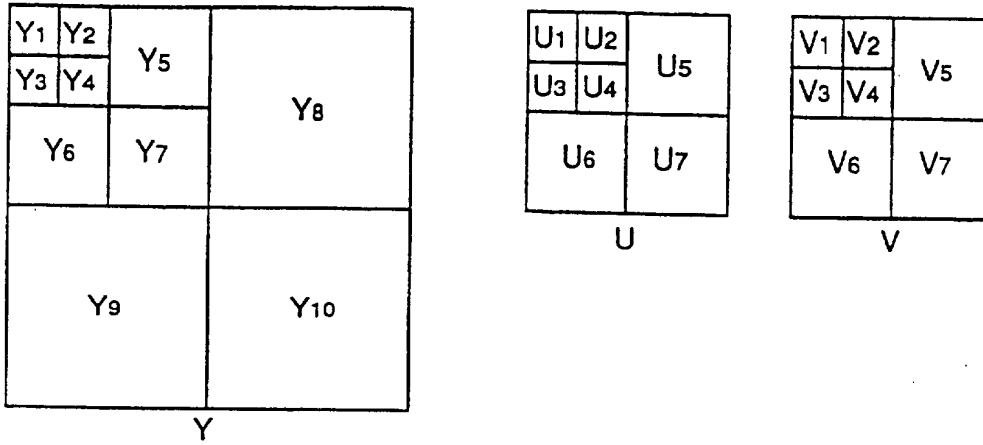 Y1 Y2
Y3 Y4
Y5
Y6 Y7
Y8
Y9 Y10
Y
U1 U2
U3 U4
U5
U6 U7
U
V1 V2
V3 V4
V5
V6 V7
V